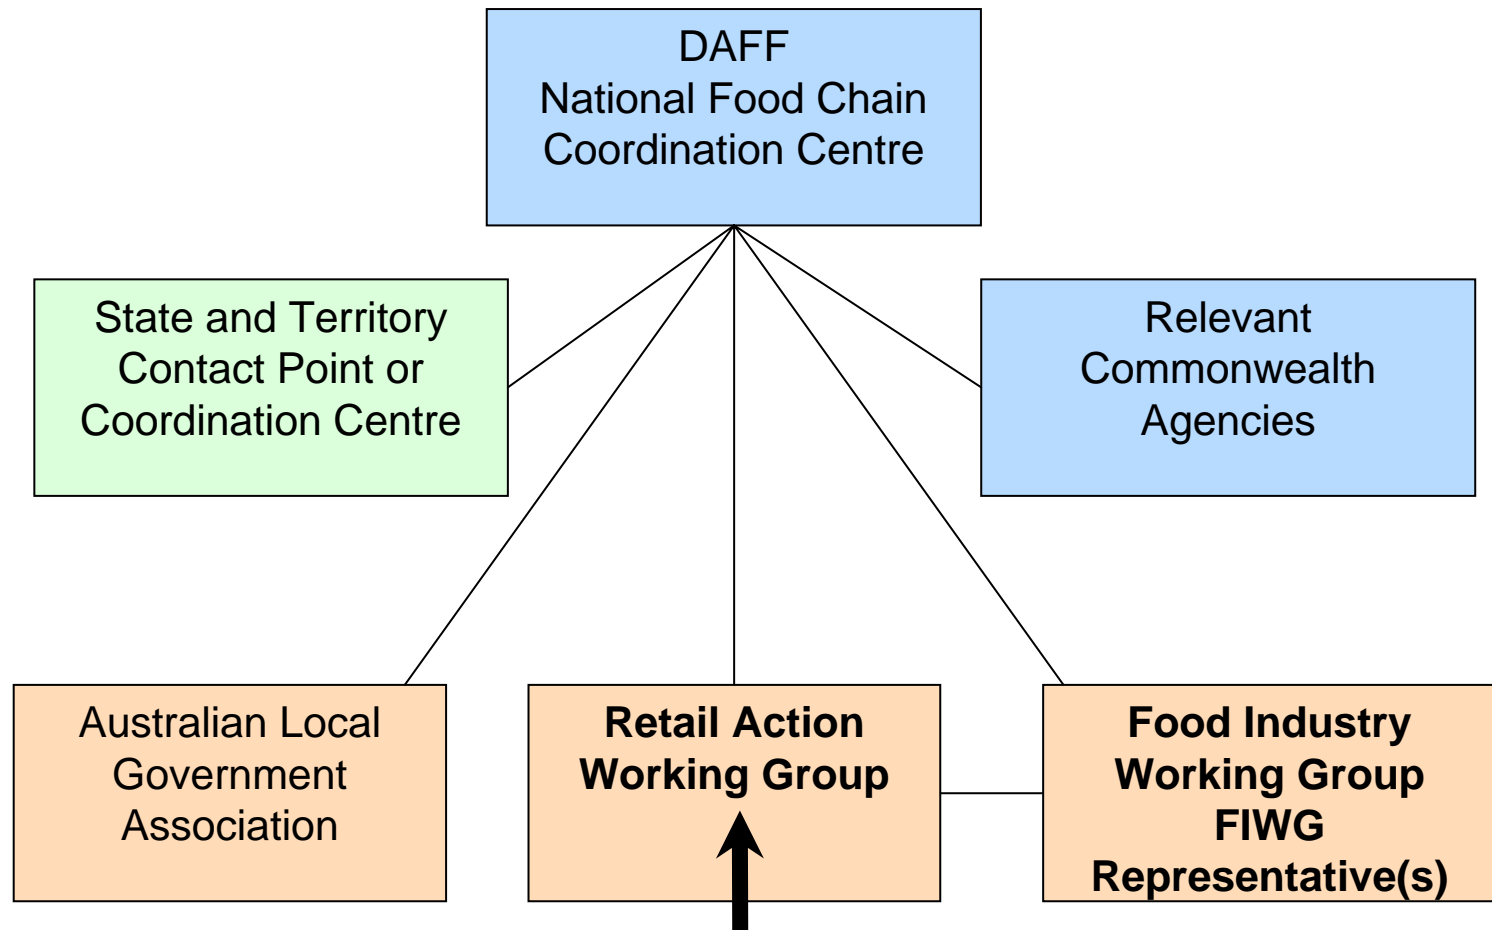 DAFF
National Food Chain
Coordination Centre
State and Territory
Contact Point or
Coordination Centre
Relevant
Commonwealth
Agencies
Australian Local
Government
Association
Retail Action
Working Group
Food Industry
Working Group
FIWG
Representative(s)